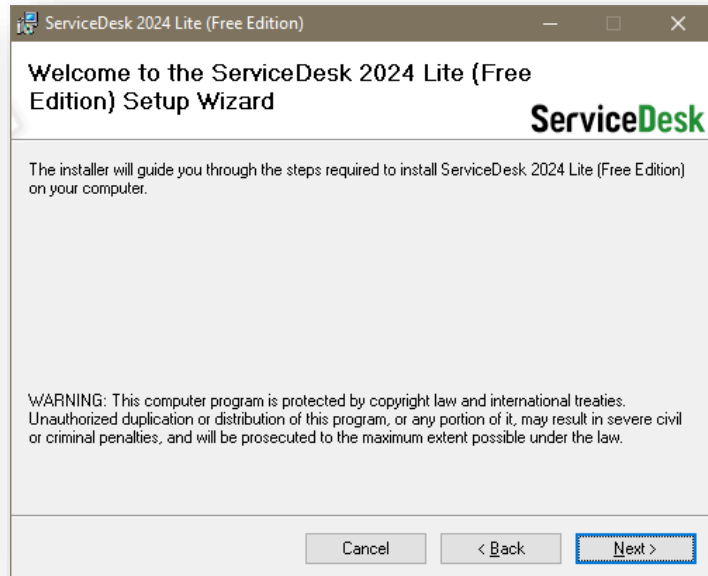 ServiceDesk 2024 Lite (Free Edition)
Welcome to the ServiceDesk 2024 Lite (Free
Edition) Setup Wizard
ServiceDesk
The installer will guide you through the steps required to install ServiceDesk 2024 Lite (Free Edition)
on your computer.
WARNING: This computer program is protected by copyright law and international treaties.
Unauthorized duplication or distribution of this program, or any portion of it, may result in severe civil
or criminal penalties, and will be prosecuted to the maximum extent possible under the law.
Cancel
< Back
Next >